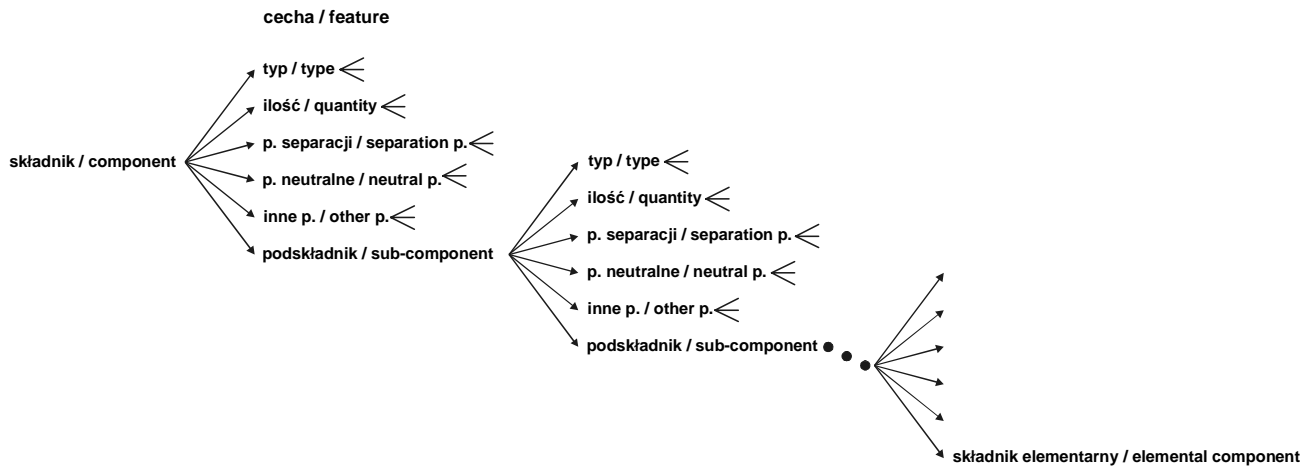 cecha / feature
typ / type
ilość / quantity
p. separacji / separation p.
składnik / component
p. neutralne / neutral p.
inne p. / other p.
podskładnik / sub-component
typ / type
ilość / quantity
p. separacji / separation p.
p. neutralne / neutral p.
inne p. / other p.
podskładnik / sub-component
składnik elementarny / elemental component